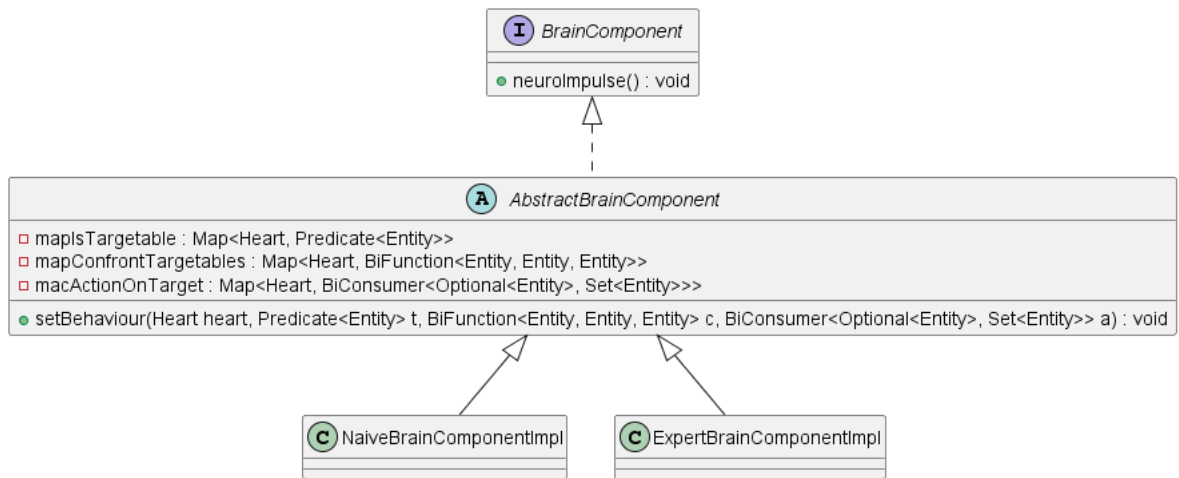 I BrainComponent
neuroImpulse() : void
A AbstractBrainComponent
mapIsTargetable : Map<Heart, Predicate<Entity>>
mapConfrontTargetables : Map<Heart, BiFunction<Entity, Entity, Entity>>
macActionOnTarget : Map<Heart, BiConsumer<Optional<Entity>, Set<Entity>>>
setBehaviour(Heart heart, Predicate<Entity> t, BiFunction<Entity, Entity, Entity> c, BiConsumer<Optional<Entity>, Set<Entity>> a) : void
C NaiveBrainComponentImpl
C ExpertBrainComponentImpl